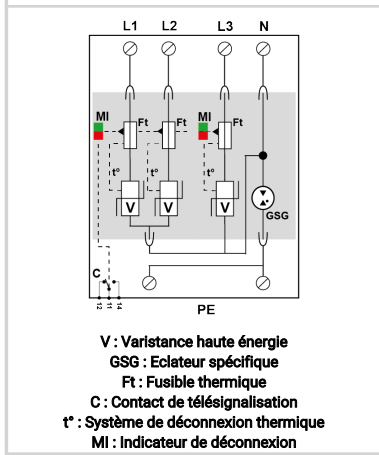 L1 L2 L3 N
MI Ft Ft MI Ft
t° t° t°
V V V GSG
C
12 11 14
PE
V : Varistance haute énergie
GSG : Eclateur spécifique
Ft : Fusible thermique
C : Contact de télésignalisation
t° : Système de déconnexion thermique
MI : Indicateur de déconnexion